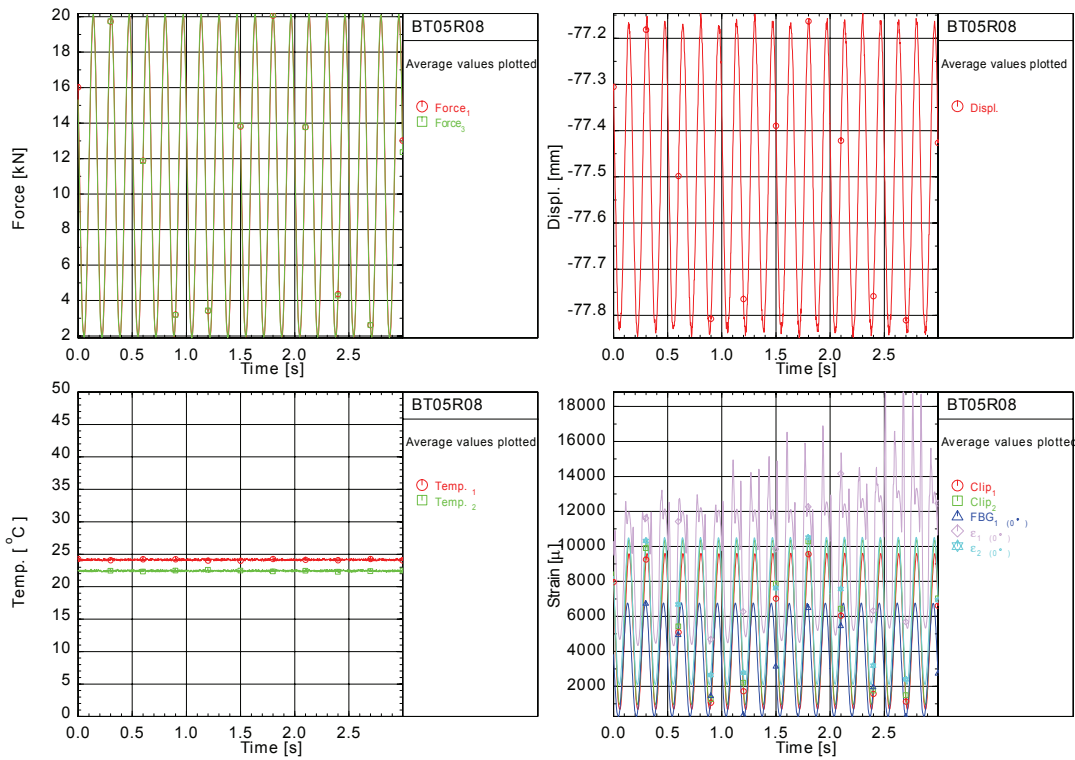 BT05R08
Average values plotted
Force1
Force3
20
18
16
14
12
10
8
6
4
2
Force [kN]
0.0 0.5 1.0 1.5 2.0 2.5
Time [s]
BT05R08
Average values plotted
Displ.
-77.2
-77.3
-77.4
-77.5
-77.6
-77.7
-77.8
Displ. [mm]
0.0 0.5 1.0 1.5 2.0 2.5
Time [s]
BT05R08
Average values plotted
Temp. 1
Temp. 2
50
45
40
35
30
25
20
15
10
5
0
Temp. [ °C]
0.0 0.5 1.0 1.5 2.0 2.5
Time [s]
BT05R08
Average values plotted
Clip1
Clip2
FBG1 (0°)
ε1 (0°)
ε2 (0°)
18000
16000
14000
12000
10000
8000
6000
4000
2000
Strain [μ.]
0.0 0.5 1.0 1.5 2.0 2.5
Time [s]